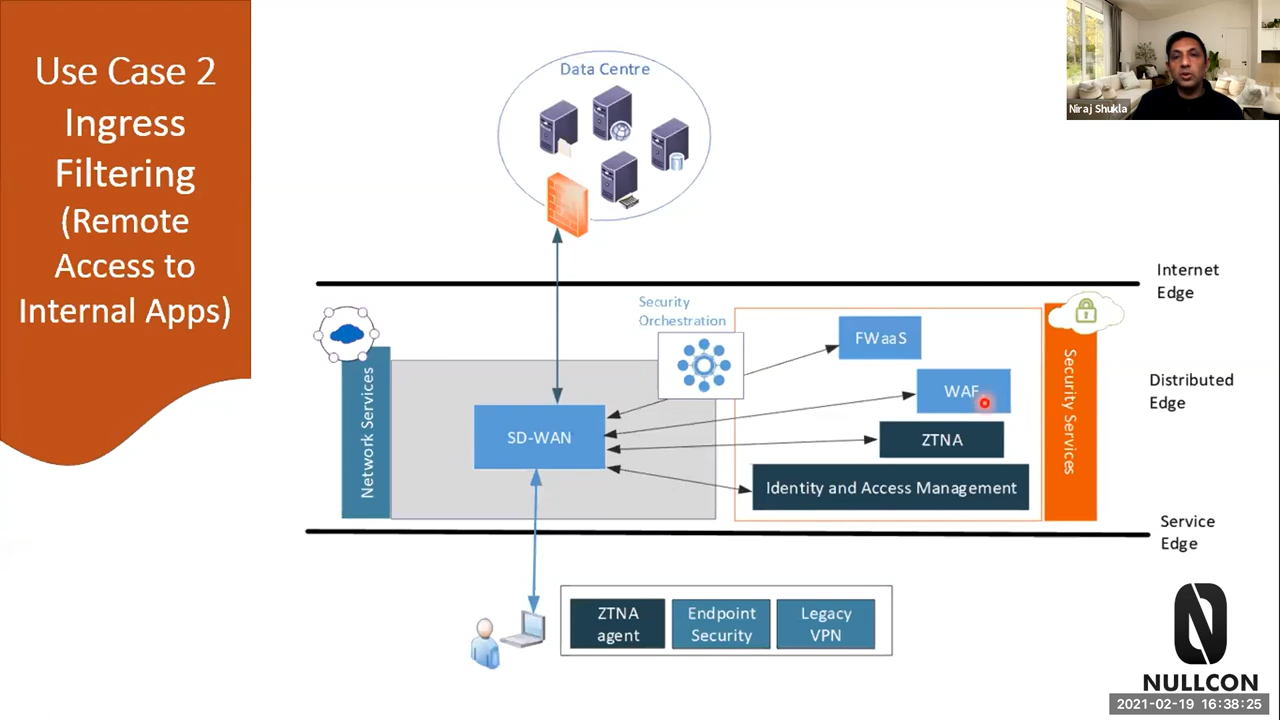 Use Case 2
Ingress
Filtering
(Remote
Access to
Internal Apps)
Niraj Shukla
Data Centre
Internet
Edge
Security
Orchestration
FWaaS
WAF
ZTNA
Identity and Access Management
SD-WAN
Network Services
Security Services
Distributed
Edge
Service
Edge
ZTNA
agent
Endpoint
Security
Legacy
VPN
NULLCON
2021-02-19 16:38:25